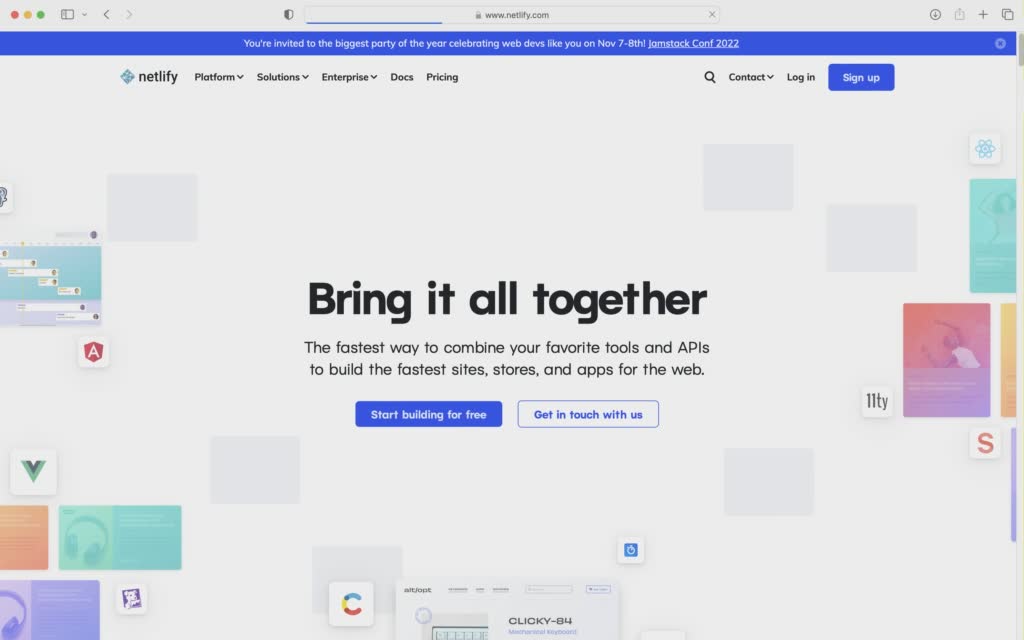 www.netlify.com
You're invited to the biggest party of the year celebrating web devs like you on Nov 7-8th! Jamstack Conf 2022
netlify Platform Solutions Enterprise Docs Pricing Contact Log in Sign up
Bring it all together
The fastest way to combine your favorite tools and APIs
to build the fastest sites, stores, and apps for the web.
Start building for free Get in touch with us
11ty
S
alt/opt
CLICKY-84
Mechanical Keyboard